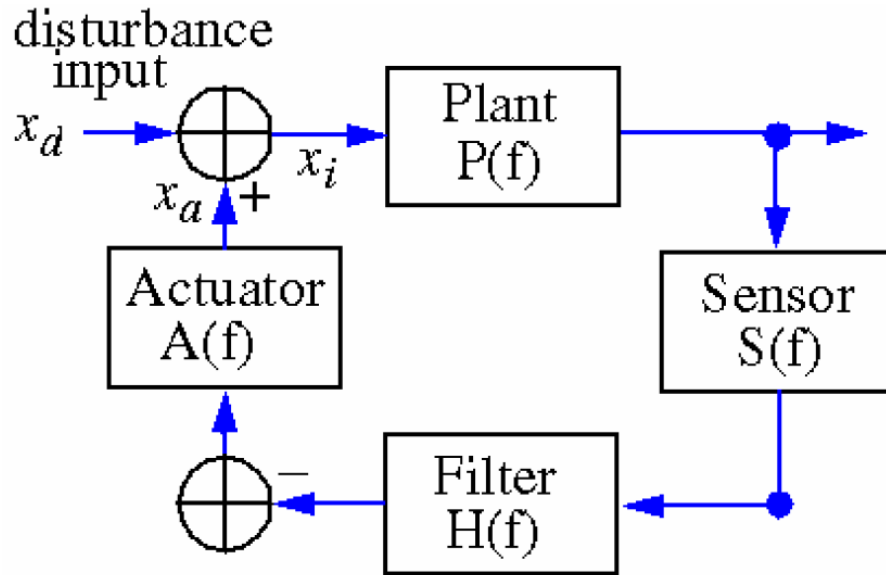 disturbance
input
x_d
x_i
Plant
P(f)
x_a +
Actuator
A(f)
Sensor
S(f)
−
Filter
H(f)